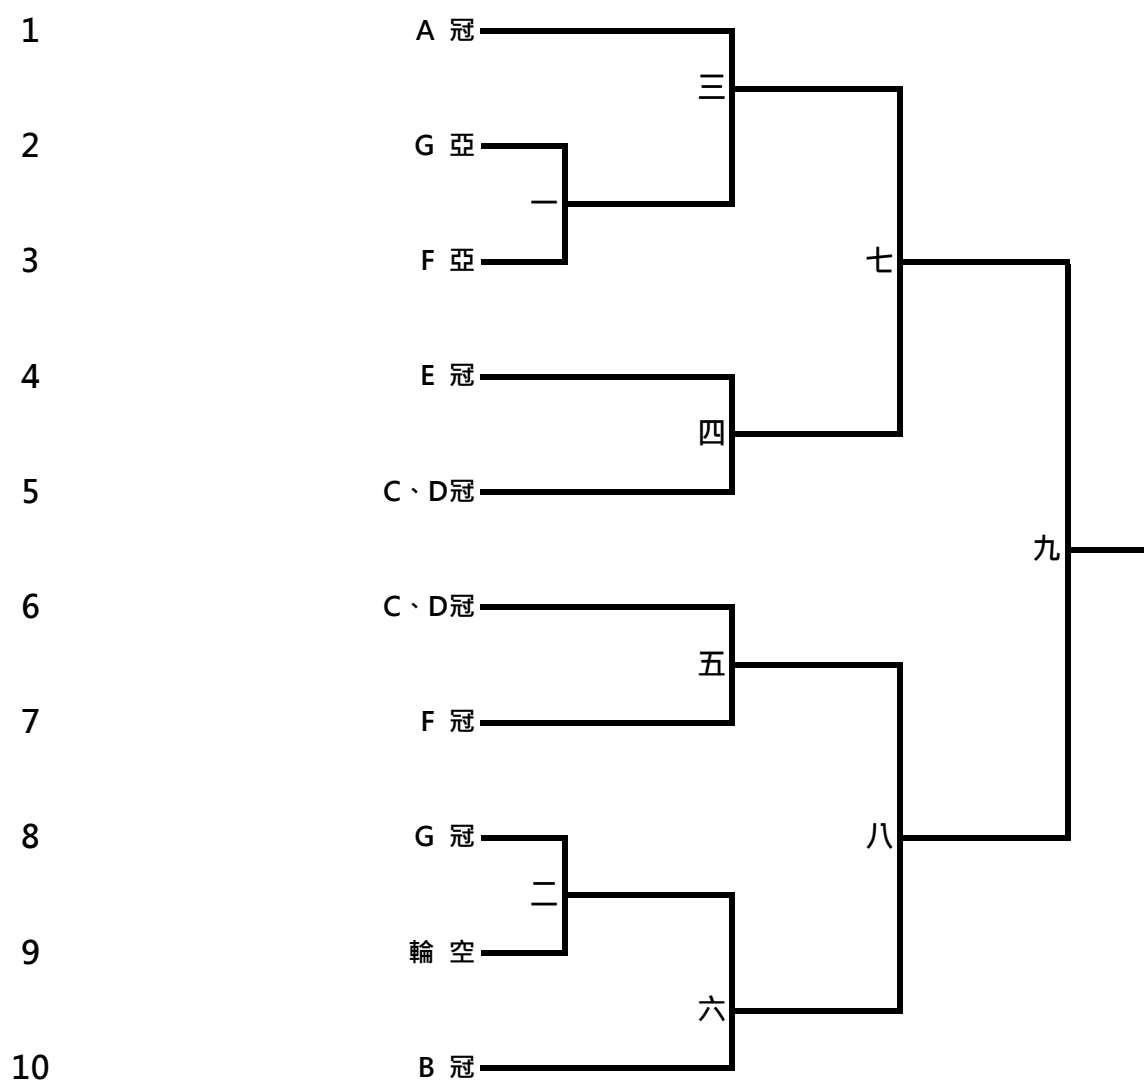 1 A 冠
三
2 G 亞
一
3 F 亞
七
4 E 冠
四
5 C、D冠
九
6 C、D冠
五
7 F 冠
8 G 冠
八
二
9 輪 空
六
10 B 冠